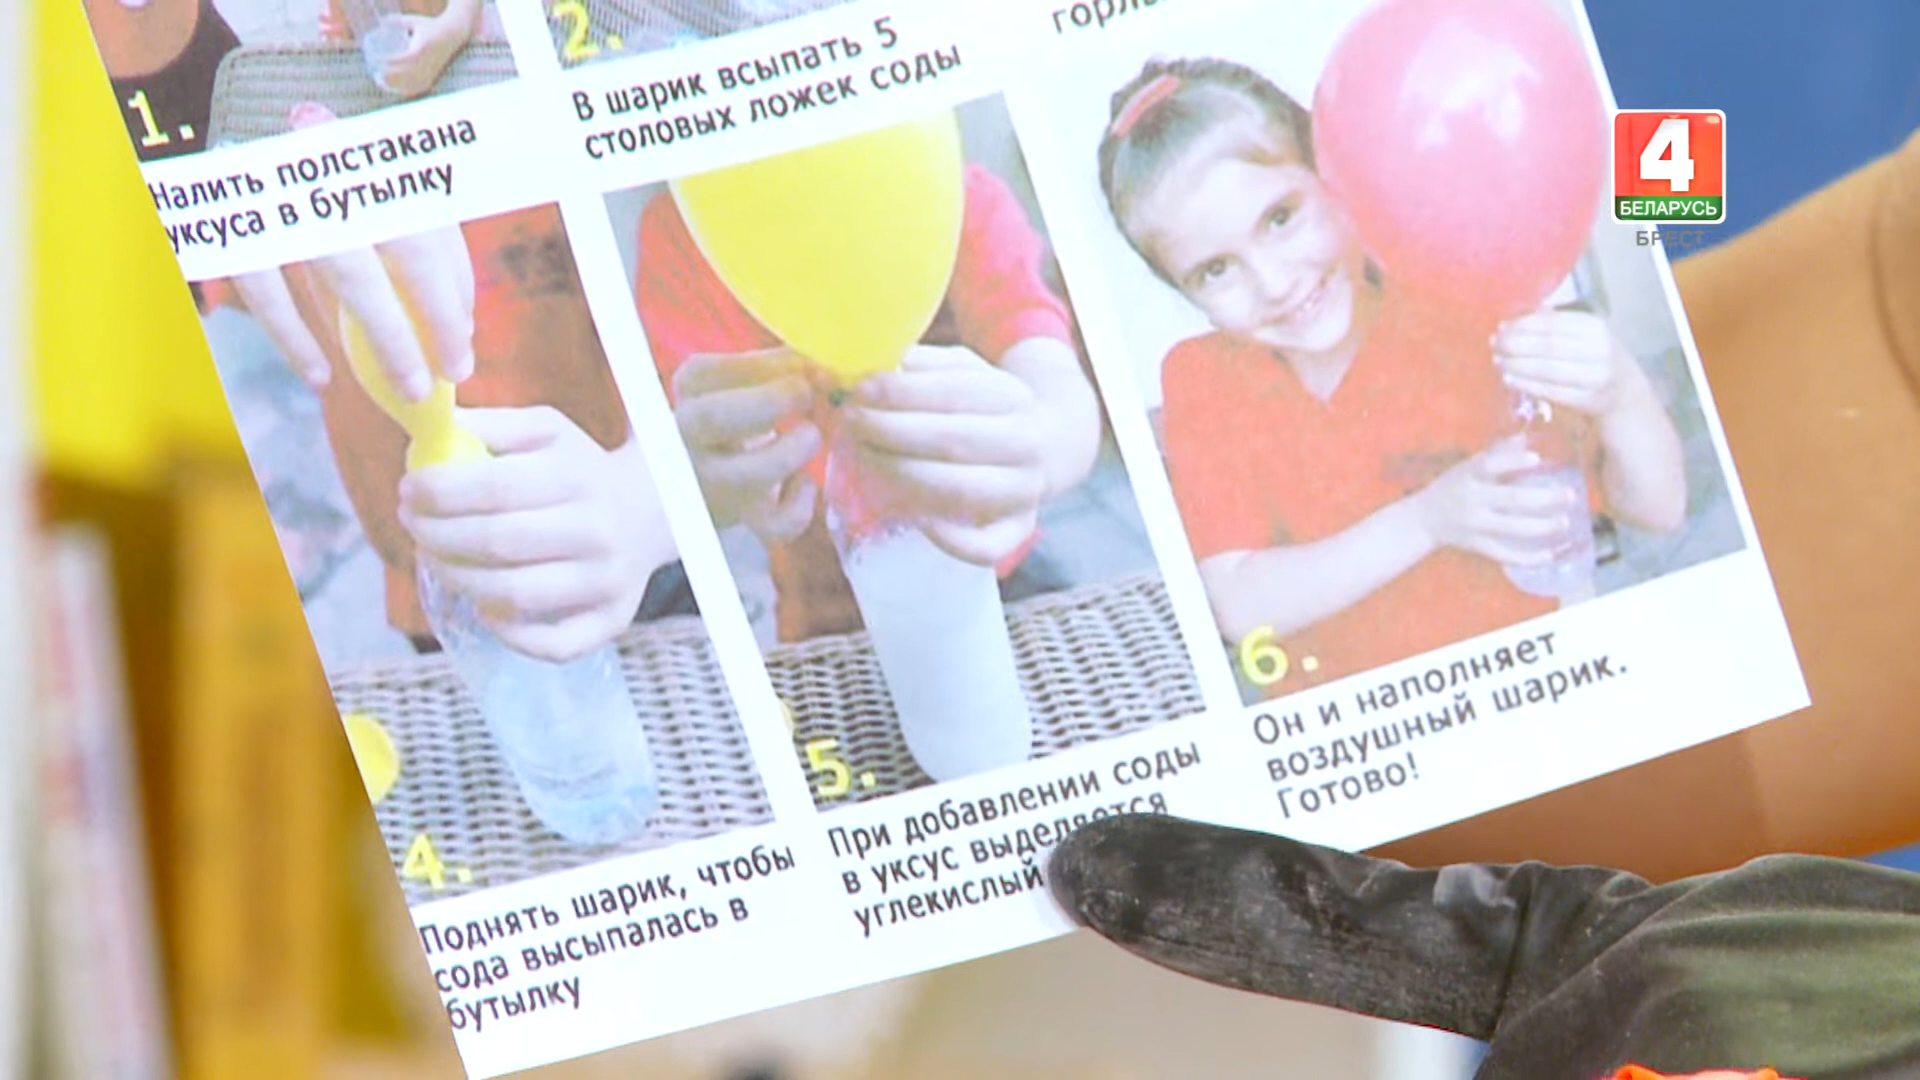 1.
Налить полстакана
уксуса в бутылку
2.
В шарик всыпать 5
столовых ложек соды
4.
Поднять шарик, чтобы
сода высыпалась в
бутылку
5.
При добавлении соды
в уксус выделяется
углекислый
6.
Он и наполняет
воздушный шарик.
Готово!
4
БЕЛАРУСЬ
БРЕСТ